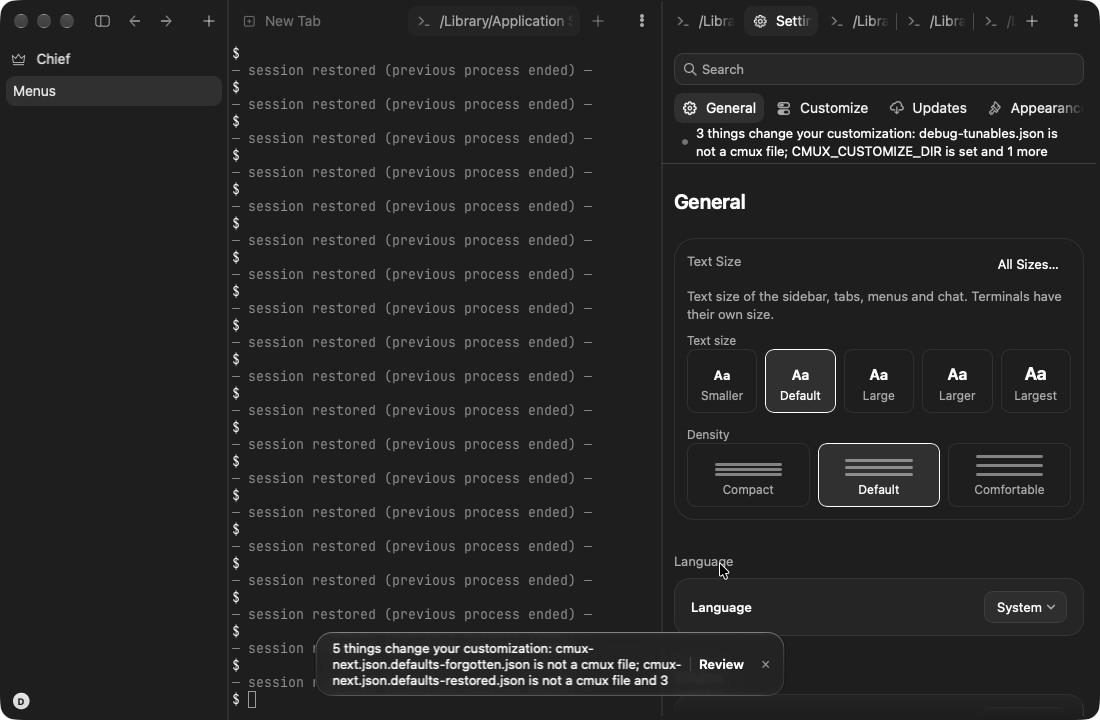 New Tab
/Library/Application
/Libra
Settin
/Libra
/Libra
Chief
Menus
$
— session restored (previous process ended) —
$
— session restored (previous process ended) —
$
— session restored (previous process ended) —
$
— session restored (previous process ended) —
$
— session restored (previous process ended) —
$
— session restored (previous process ended) —
$
— session restored (previous process ended) —
$
— session restored (previous process ended) —
$
— session restored (previous process ended) —
$
— session restored (previous process ended) —
$
— session restored (previous process ended) —
$
— session restored (previous process ended) —
$
— session restored (previous process ended) —
$
— session restored (previous process ended) —
$
— session restored (previous process ended) —
$
— session restored (previous process ended) —
$
— session restored (previous process ended) —
$
— session
$
— session
$
D
Search
General
Customize
Updates
Appearanc
3 things change your customization: debug-tunables.json is
not a cmux file; CMUX_CUSTOMIZE_DIR is set and 1 more
General
Text Size
All Sizes...
Text size of the sidebar, tabs, menus and chat. Terminals have
their own size.
Text size
Aa
Smaller
Aa
Default
Aa
Large
Aa
Larger
Aa
Largest
Density
Compact
Default
Comfortable
Language
Language
System
5 things change your customization: cmux-
next.json.defaults-forgotten.json is not a cmux file; cmux-
next.json.defaults-restored.json is not a cmux file and 3
Review